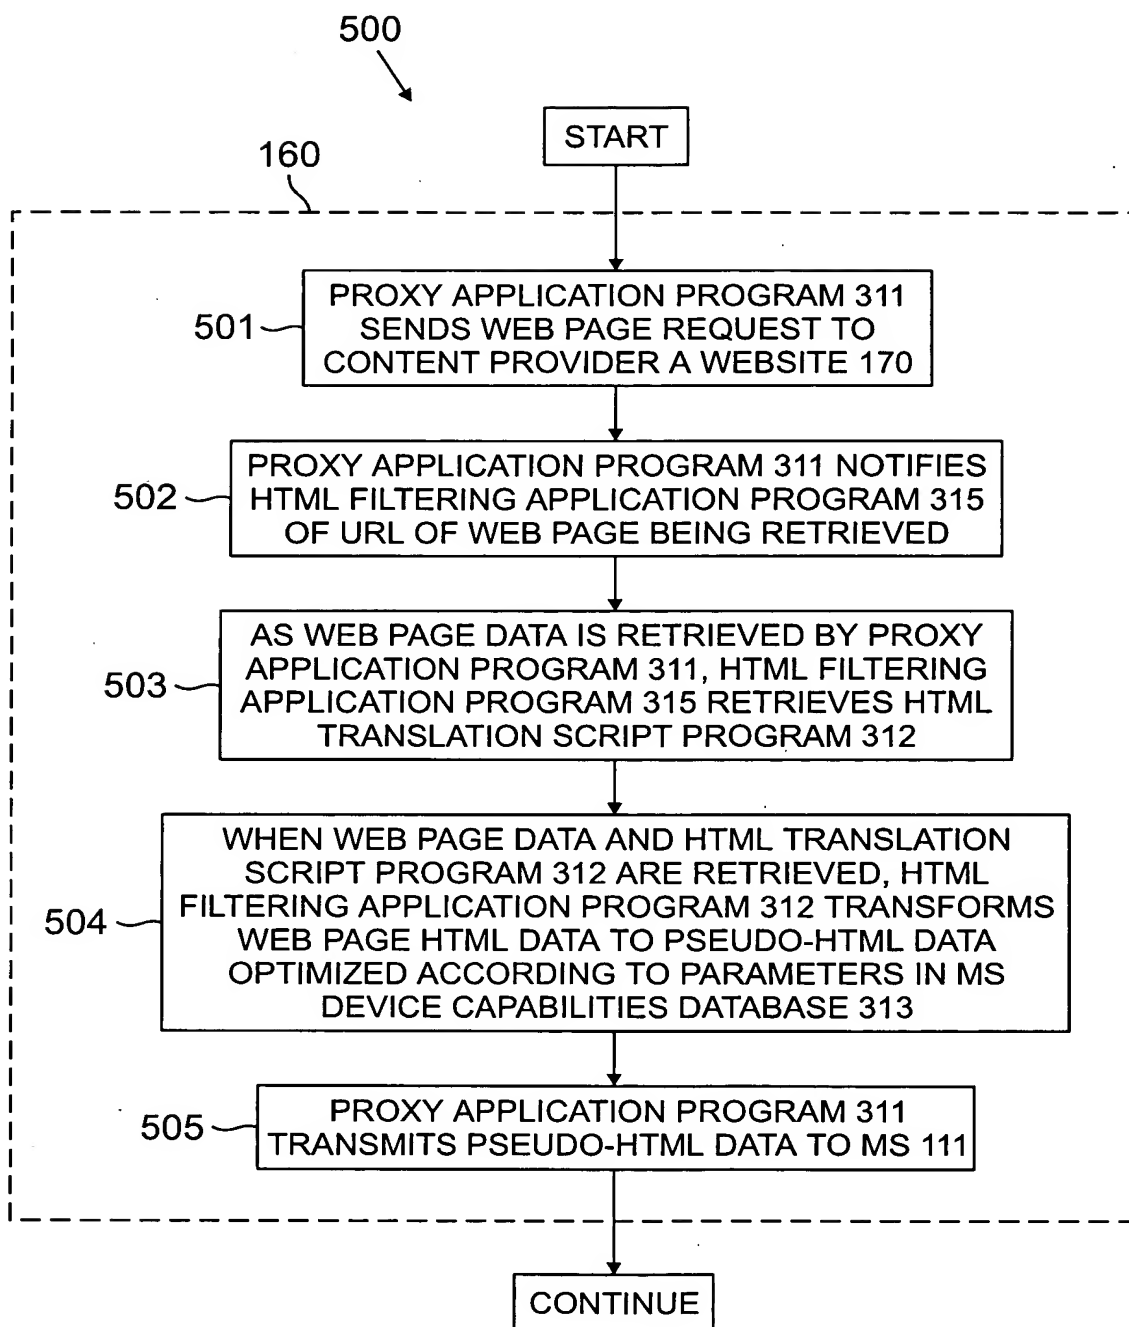 500
START
160
501
PROXY APPLICATION PROGRAM 311
SENDS WEB PAGE REQUEST TO
CONTENT PROVIDER A WEBSITE 170
502
PROXY APPLICATION PROGRAM 311 NOTIFIES
HTML FILTERING APPLICATION PROGRAM 315
OF URL OF WEB PAGE BEING RETRIEVED
503
AS WEB PAGE DATA IS RETRIEVED BY PROXY
APPLICATION PROGRAM 311, HTML FILTERING
APPLICATION PROGRAM 315 RETRIEVES HTML
TRANSLATION SCRIPT PROGRAM 312
504
WHEN WEB PAGE DATA AND HTML TRANSLATION
SCRIPT PROGRAM 312 ARE RETRIEVED, HTML
FILTERING APPLICATION PROGRAM 312 TRANSFORMS
WEB PAGE HTML DATA TO PSEUDO-HTML DATA
OPTIMIZED ACCORDING TO PARAMETERS IN MS
DEVICE CAPABILITIES DATABASE 313
505
PROXY APPLICATION PROGRAM 311
TRANSMITS PSEUDO-HTML DATA TO MS 111
CONTINUE